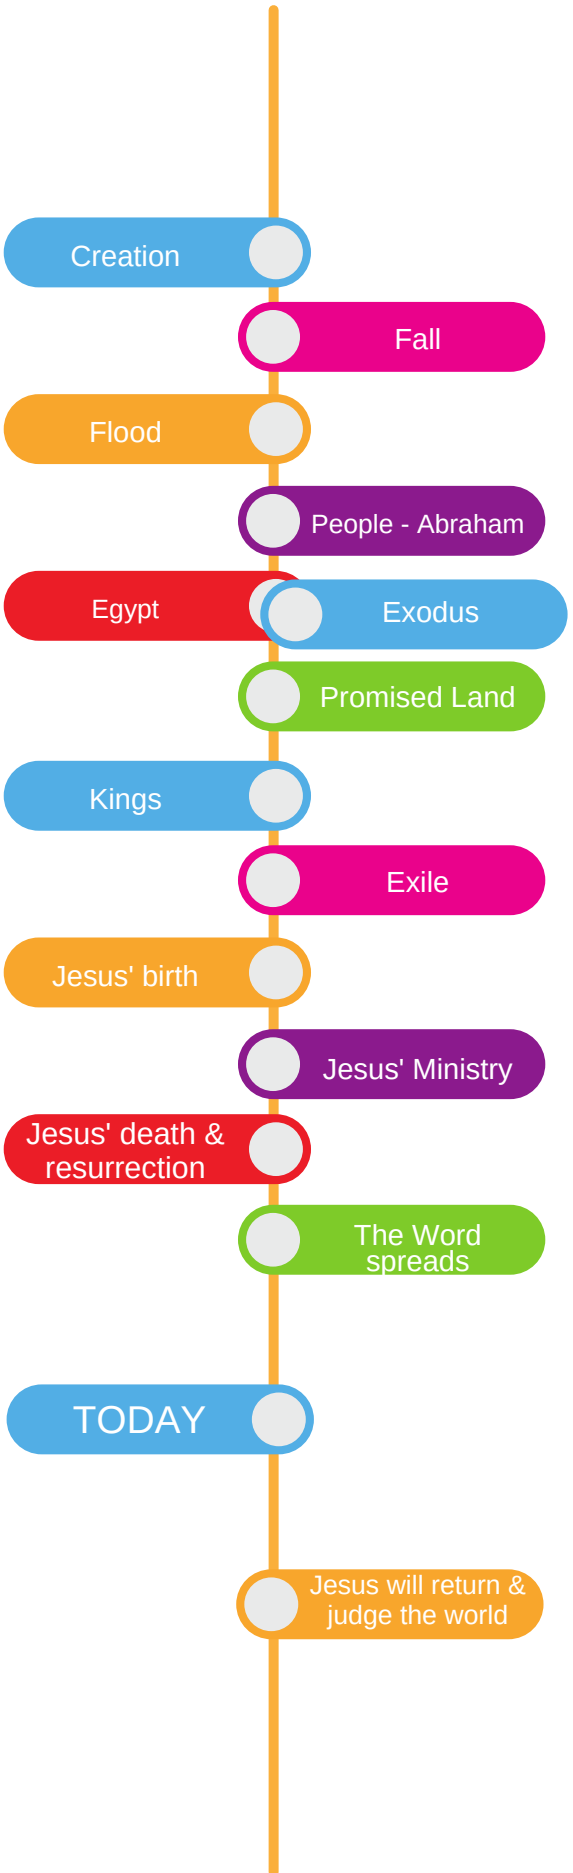 Creation
Fall
Flood
People - Abraham
Egypt
Exodus
Promised Land
Kings
Exile
Jesus' birth
Jesus' Ministry
Jesus' death &
resurrection
The Word
spreads
TODAY
Jesus will return &
judge the world